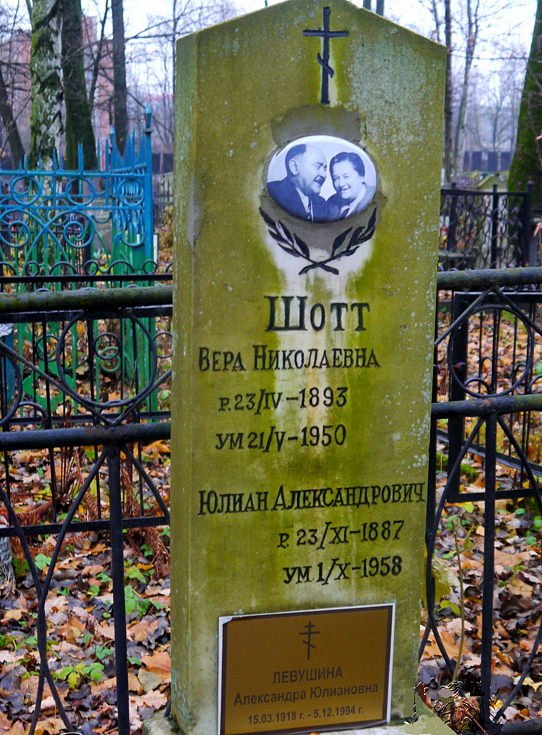 Шотт
Вера Николаевна
р. 23/IV-1893
ум 21/V-1950
Юлиан Александрович
р. 23/XI-1887
ум. 1/X-1958
ЛЕВУШИНА
Александра Юлиановна
15.03.1918 г. - 5.12.1994 г.